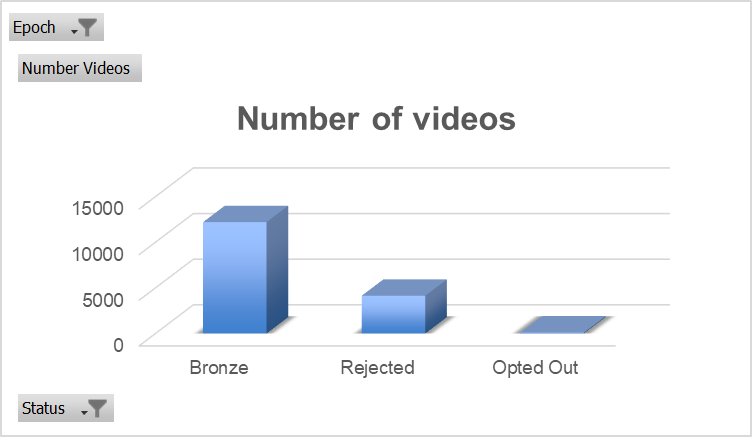 Epoch
Number Videos
Number of videos
15000
10000
5000
0
Bronze Rejected Opted Out
Status